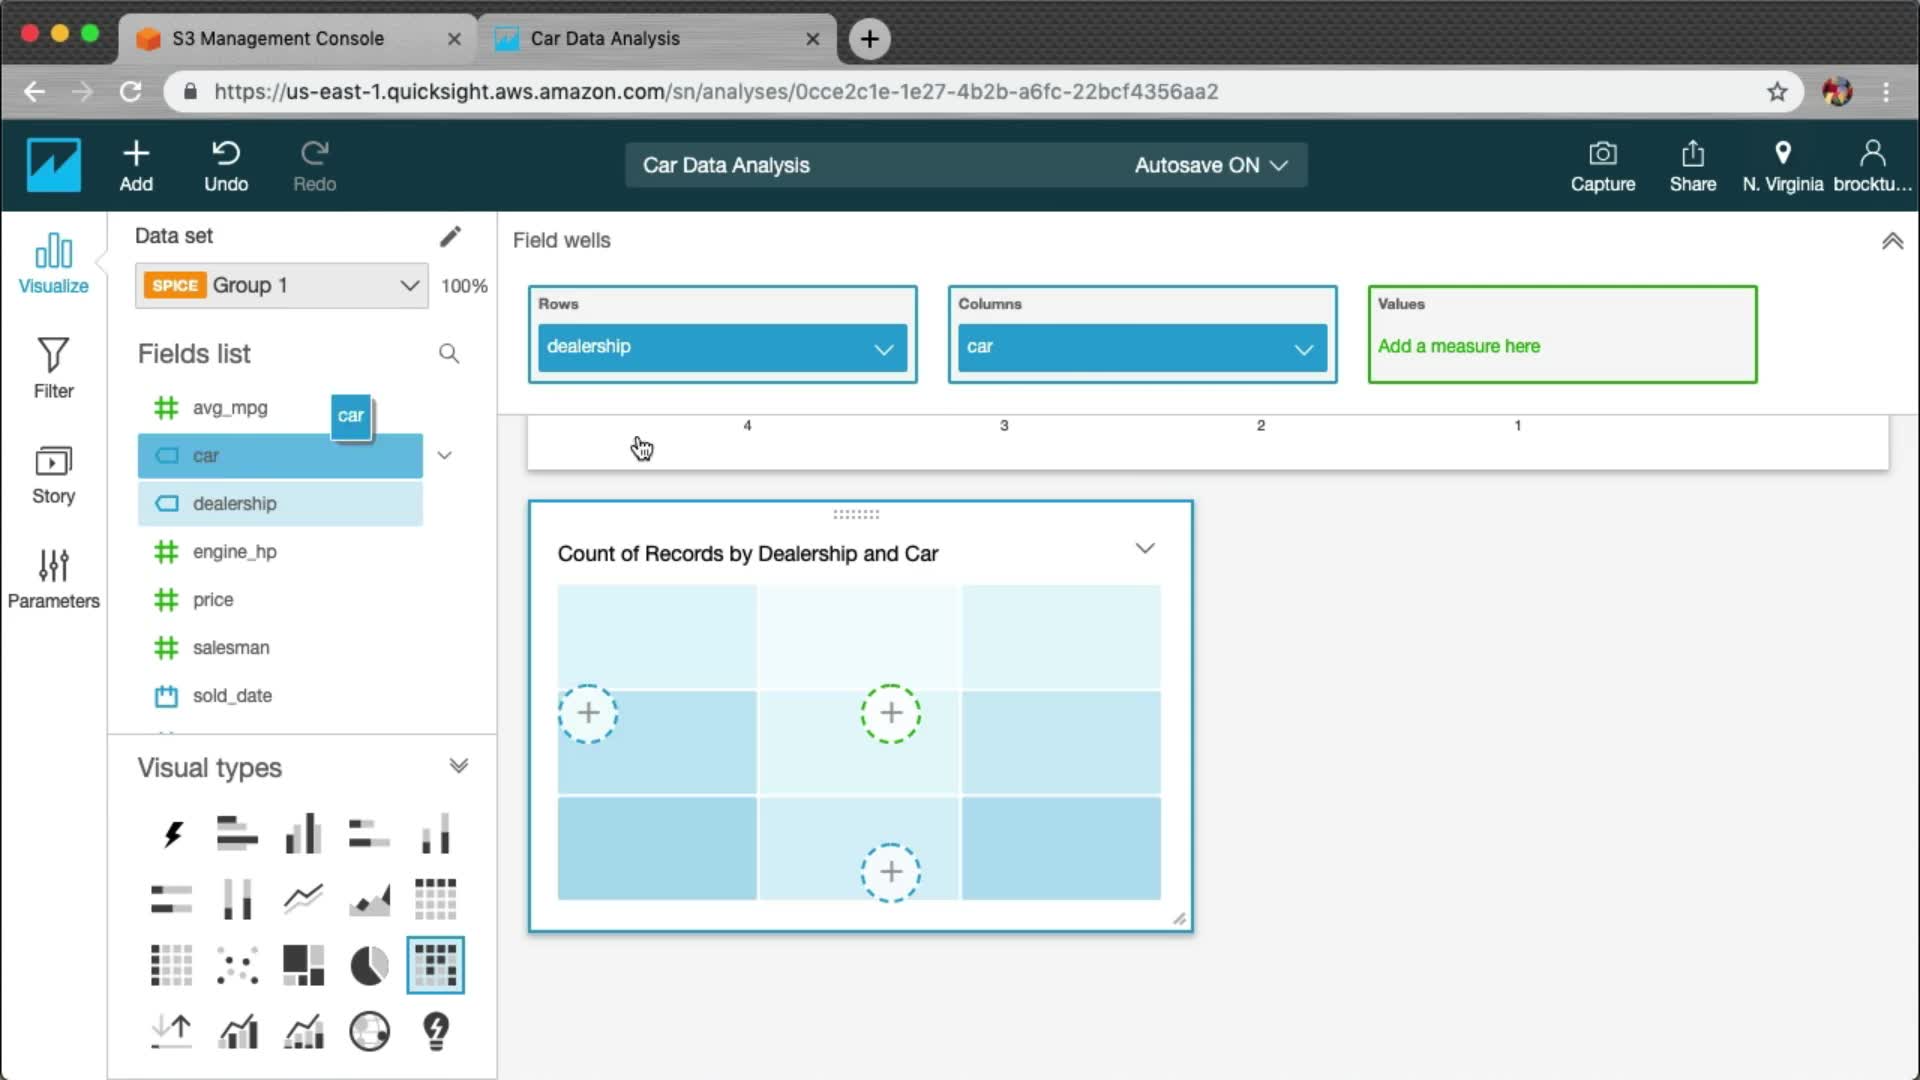 S3 Management Console
Car Data Analysis
https://us-east-1.quicksight.aws.amazon.com/sn/analyses/0cce2c1e-1e27-4b2b-a6fc-22bcf4356aa2
Add
Undo
Redo
Car Data Analysis
Autosave ON
Capture
Share
N. Virginia
brocktu...
Visualize
Filter
Story
Parameters
Data set
SPICE Group 1
100%
Fields list
avg_mpg
car
car
dealership
engine_hp
price
salesman
sold_date
Visual types
Field wells
Rows
dealership
Columns
car
Values
Add a measure here
4 3 2 1
Count of Records by Dealership and Car